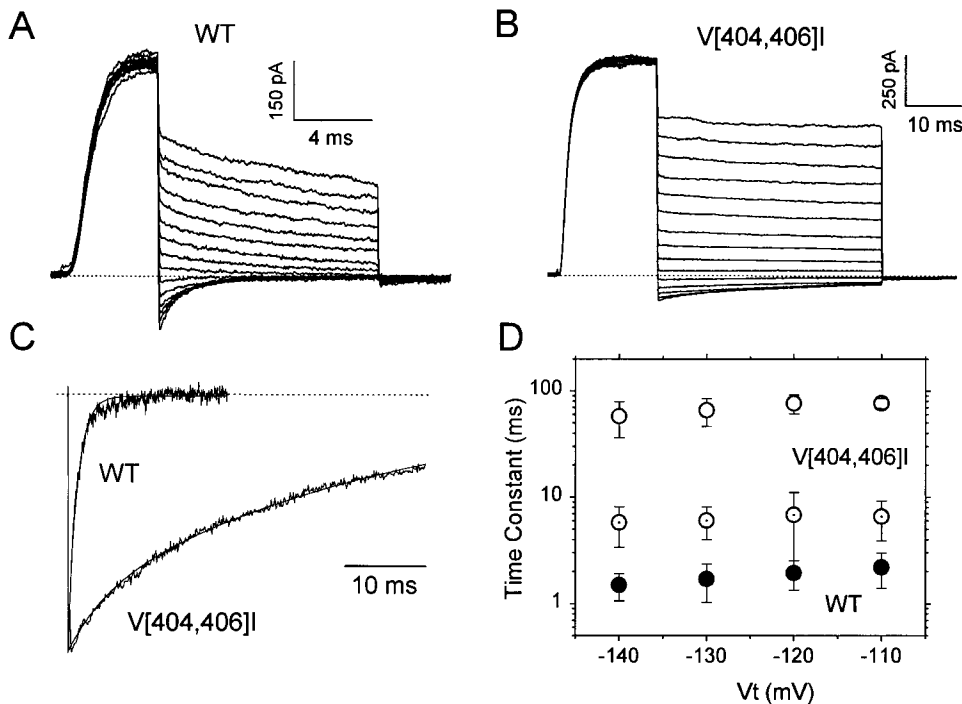 A
WT
150 pA
4 ms
B
V[404,406]I
250 pA
10 ms
C
WT
10 ms
V[404,406]I
D
Time Constant (ms)
100
10
1
V[404,406]I
WT
-140
-130
-120
-110
Vt (mV)